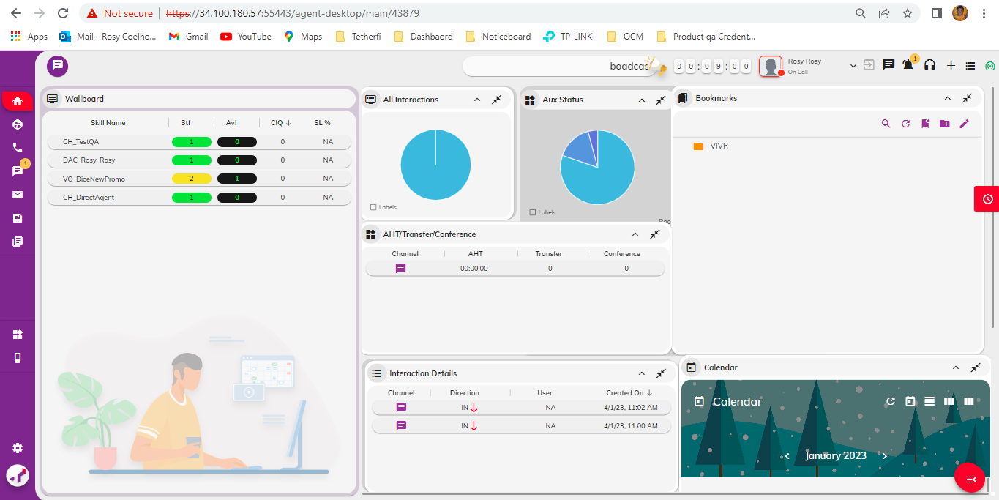 Not secure https://34.100.180.57:55443/agent-desktop/main/43879
Apps Mail - Rosy Coelho... Gmail YouTube Maps Tetherfi Dashbaord Noticeboard TP-LINK OCM Product qa Credent...
boadcas 0 0 : 0 9 : 0 0 Rosy Rosy 1
On Call
Wallboard
Skill Name Stf Avl CIQ SL %
CH_TestQA 1 0 0 NA
DAC_Rosy_Rosy 1 0 0 NA
VO_DiceNewPromo 2 1 0 NA
CH_DirectAgent 1 0 0 NA
1
All Interactions
Labels
Aux Status
Labels
Bookmarks
VIVR
AHT/Transfer/Conference
Channel AHT Transfer Conference
00:00:00 0 0
Interaction Details
Channel Direction User Created On
IN NA 4/1/23, 11:02 AM
IN NA 4/1/23, 11:00 AM
Calendar
Calendar
January 2023